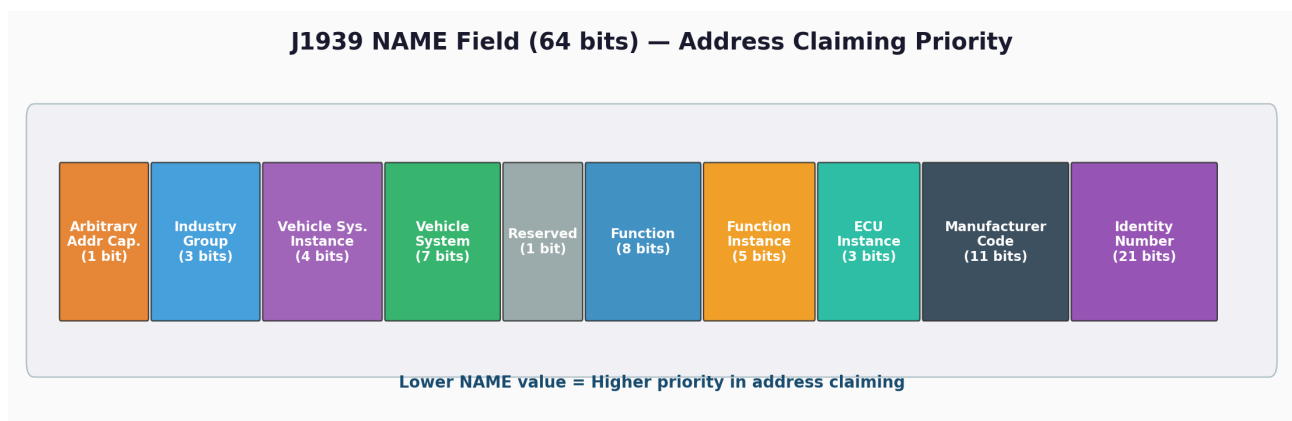 J1939 NAME Field (64 bits) — Address Claiming Priority
Arbitrary
Addr Cap.
(1 bit)
Industry
Group
(3 bits)
Vehicle Sys.
Instance
(4 bits)
Vehicle
System
(7 bits)
Reserved
(1 bit)
Function
(8 bits)
Function
Instance
(5 bits)
ECU
Instance
(3 bits)
Manufacturer
Code
(11 bits)
Identity
Number
(21 bits)
Lower NAME value = Higher priority in address claiming